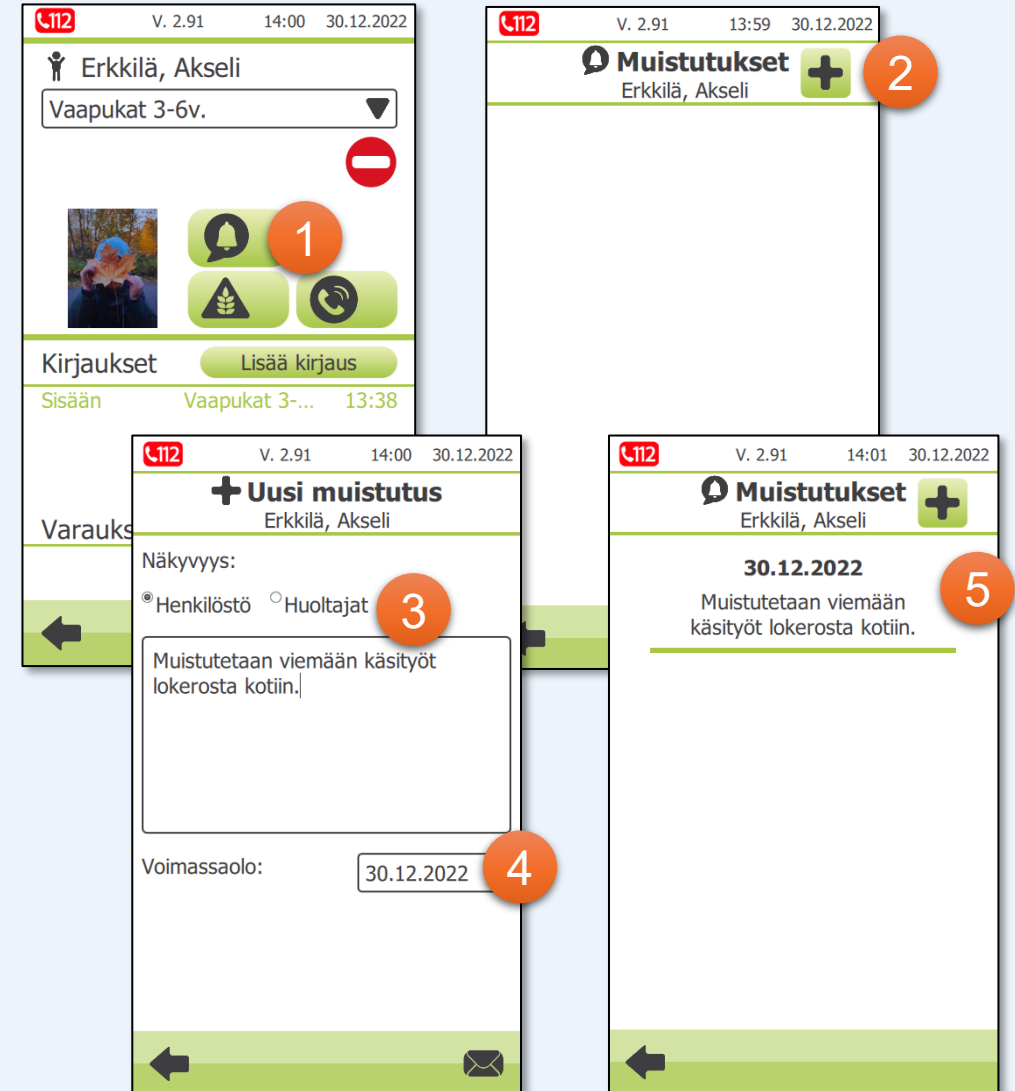 112 V. 2.91 14:00 30.12.2022
Erkkilä, Akseli
Vaapukat 3-6v.
1
Kirjaukset Lisää kirjaus
Sisään Vaapukat 3-... 13:38
Varauks
112 V. 2.91 13:59 30.12.2022
Muistutukset
Erkkilä, Akseli
2
112 V. 2.91 14:00 30.12.2022
Uusi muistutus
Erkkilä, Akseli
Näkyvyys:
Henkilöstö Huoltajat
3
Muistutetaan viemään käsityöt
lokerosta kotiin.
Voimassaolo: 30.12.2022
4
112 V. 2.91 14:01 30.12.2022
Muistutukset
Erkkilä, Akseli
30.12.2022
5
Muistutetaan viemään
käsityöt lokerosta kotiin.